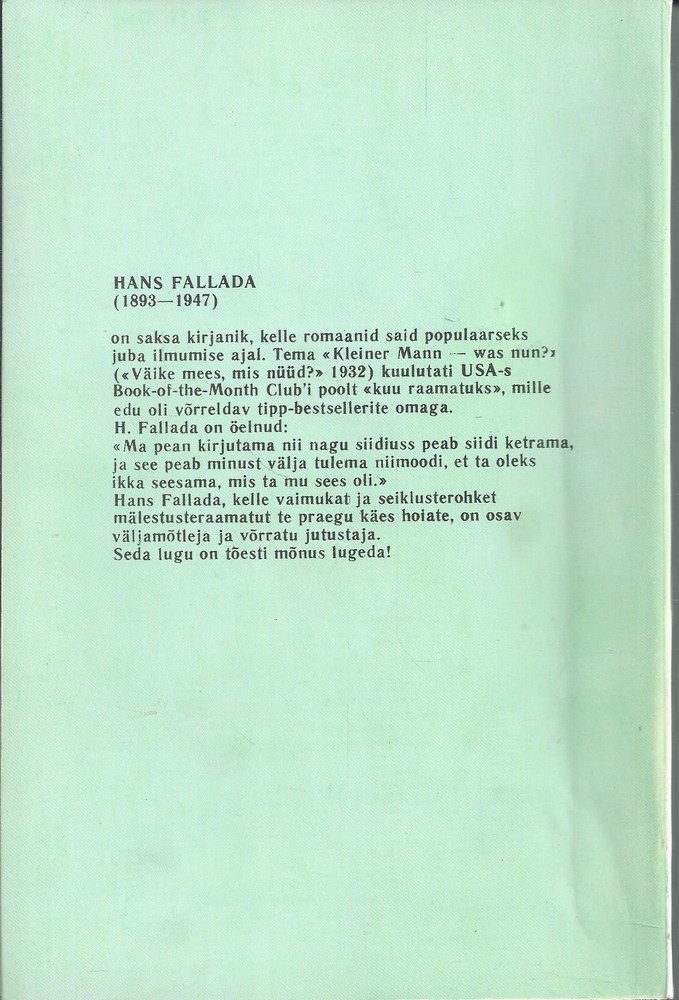 HANS FALLADA
(1893—1947)
on saksa kirjanik, kelle romaanid said populaarseks
juba ilmumise ajal. Tema «Kleiner Mann — was nun?»
(«Väike mees, mis nüüd?» 1932) kuulutati USA-s
Book-of-the-Month Club'i poolt «kuu raamatuks», mille
edu oli võrreldav tipp-bestsellerite omaga.
H. Fallada on öelnud:
«Ma pean kirjutama nii nagu siidiuss peab siidi ketrama,
ja see peab minust välja tulema niimoodi, et ta oleks
ikka seesama, mis ta mu sees oli.»
Hans Fallada, kelle vaimukat ja seiklusterohket
mälestusteraamatut te praegu käes hoiate, on osav
väljamõtleja ja võrratu jutustaja.
Seda lugu on tõesti mõnus lugeda!